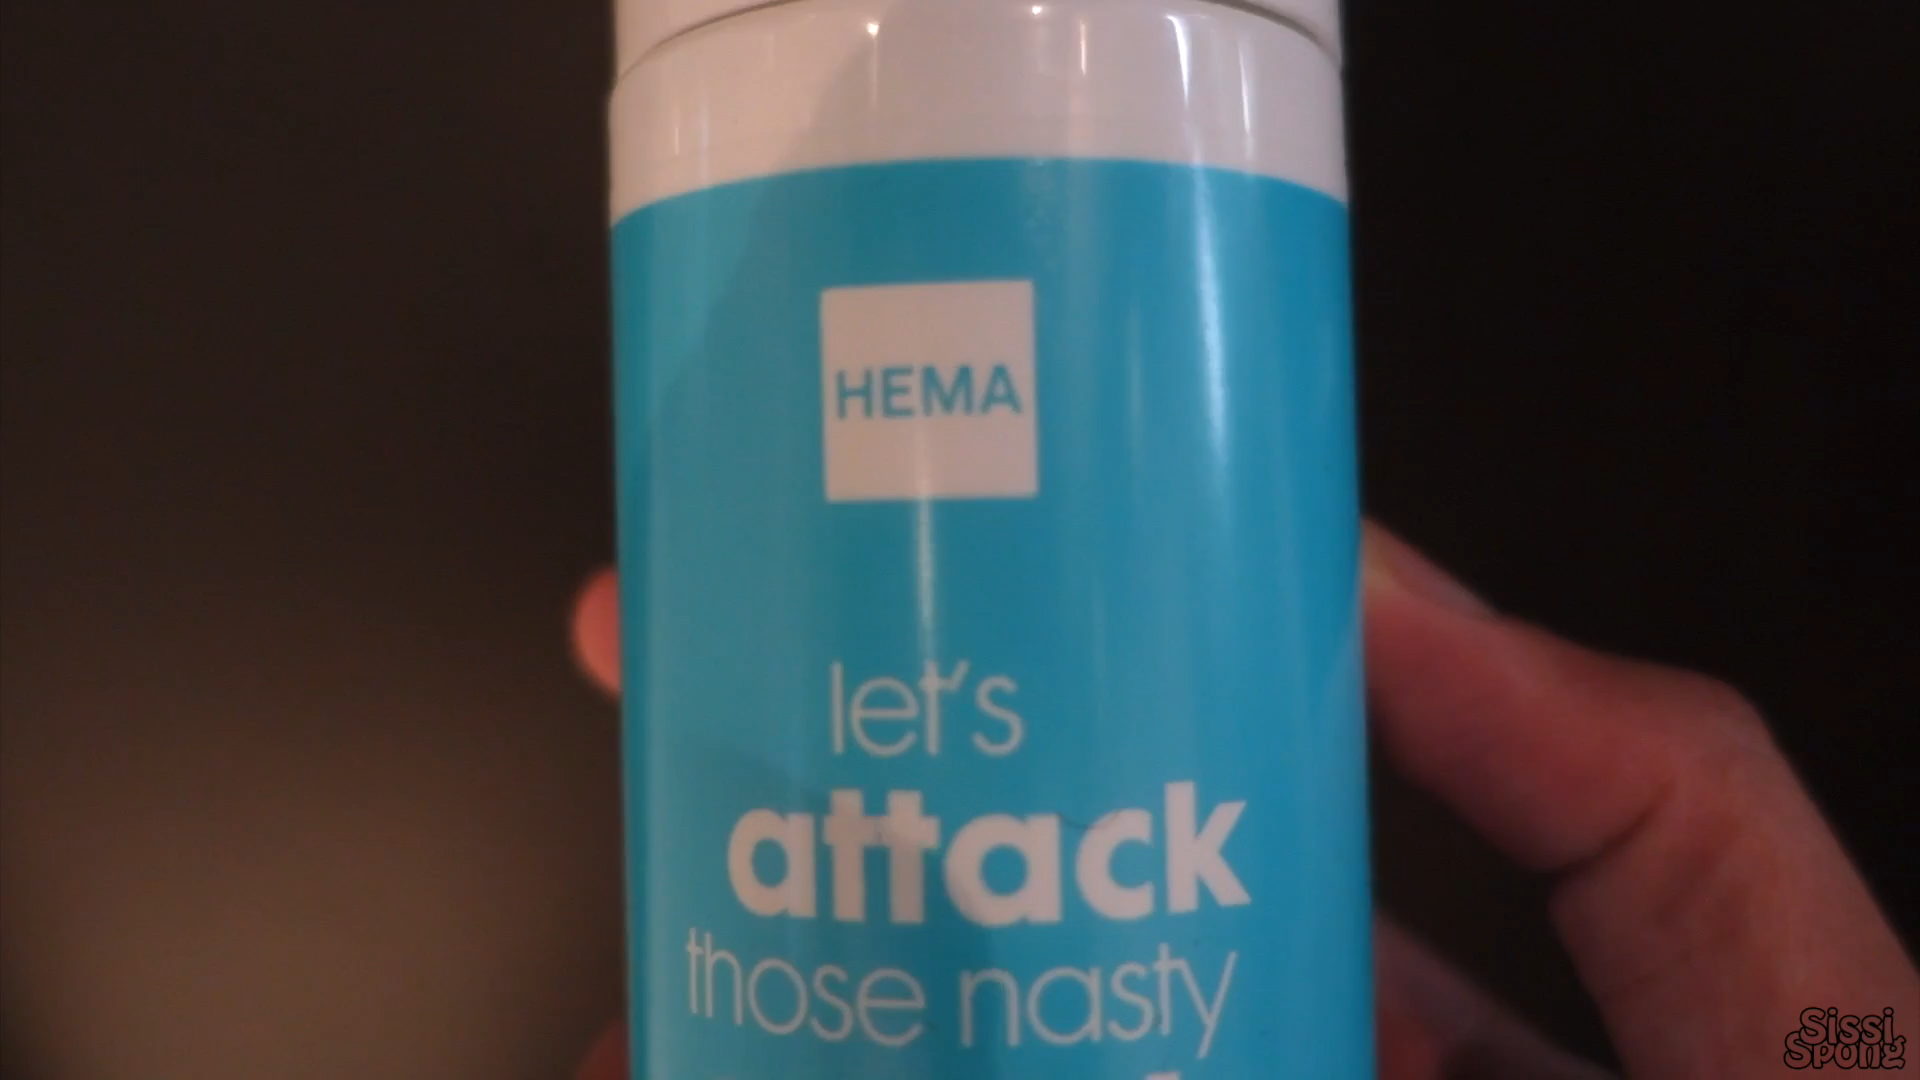 HEMA
let's
attack
those nasty
Sissi
Spong